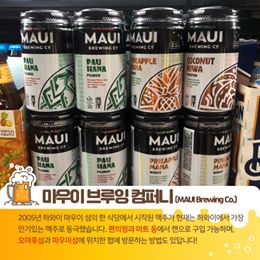 MAUI
BREWING CO
MAUI
BREWING CO
MAUI
BREWING CO
MAUI
BREWING CO
PAU
HANA
PILSNER
PAU
HANA
PILSNER
PINEAPPLE
MANA
WHEAT
COCONUT
HIWA
PORTER
MAUI
BREWING CO
MAUI
BREWING CO
MAUI
BREWING CO
MAUI
BREWING CO
PAU
HANA
PILSNER
PAU
HANA
PILSNER
PINEAPPLE
MANA
WHEAT
PINEAPPLE
MANA
WHEAT
마우이 브루잉 컴퍼니 (MAUI Brewing Co.)
2005년 하와이 마우이 섬의 한 식당에서 시작된 맥주가 현재는 하와이에서 가장
인기있는 맥주로 등극했습니다. 편의점과 마트 등에서 캔으로 구입 가능하며,
오아후섬과 마우이섬에 위치한 펍에 방문하는 방법도 있답니다!